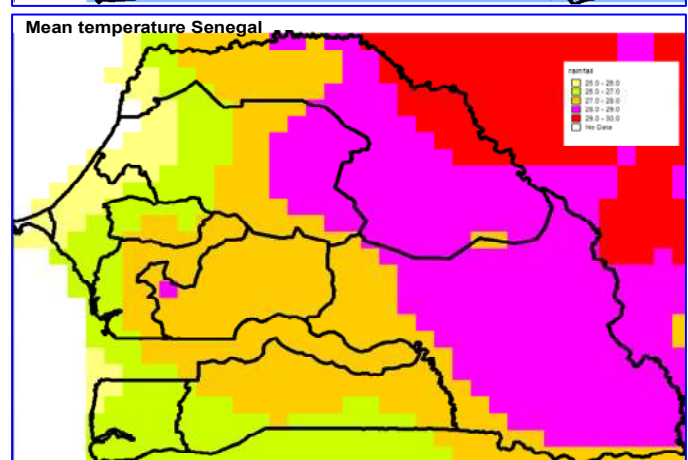 Mean temperature Senegal
rainfall
25.0 - 26.0
26.0 - 27.0
27.0 - 28.0
28.0 - 29.0
29.0 - 30.0
No Data